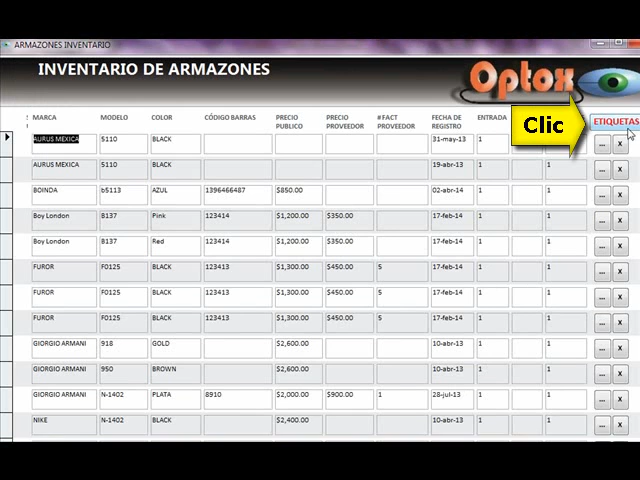 ARMAZONES INVENTARIO
INVENTARIO DE ARMAZONES
Optox
MARCA MODELO COLOR CÓDIGO BARRAS PRECIO PUBLICO PRECIO PROVEEDOR #FACT PROVEEDOR FECHA DE REGISTRO ENTRADA Clic ETIQUETAS
AURUS MEXICA 5110 BLACK 31-may-13 1 1 ... X
AURUS MEXICA 5110 BLACK 19-abr-13 1 1 ... X
BOINDA b5113 AZUL 1396466487 $850.00 02-abr-14 1 1 ... X
Boy London B137 Pink 123414 $1,200.00 $350.00 17-feb-14 1 1 ... X
Boy London B137 Red 123414 $1,200.00 $350.00 17-feb-14 1 1 ... X
FUROR F0125 BLACK 123413 $1,300.00 $450.00 5 17-feb-14 1 1 ... X
FUROR F0125 BLACK 123413 $1,300.00 $450.00 5 17-feb-14 1 1 ... X
FUROR F0125 BLACK 123413 $1,300.00 $450.00 5 17-feb-14 1 1 ... X
GIORGIO ARMANI 918 GOLD $2,600.00 10-abr-13 1 1 ... X
GIORGIO ARMANI 950 BROWN $2,600.00 10-abr-13 1 1 ... X
GIORGIO ARMANI N-1402 PLATA 8910 $2,000.00 $900.00 1 28-jul-13 1 1 ... X
NIKE N-1402 BLACK $2,400.00 10-abr-13 1 1 ... X